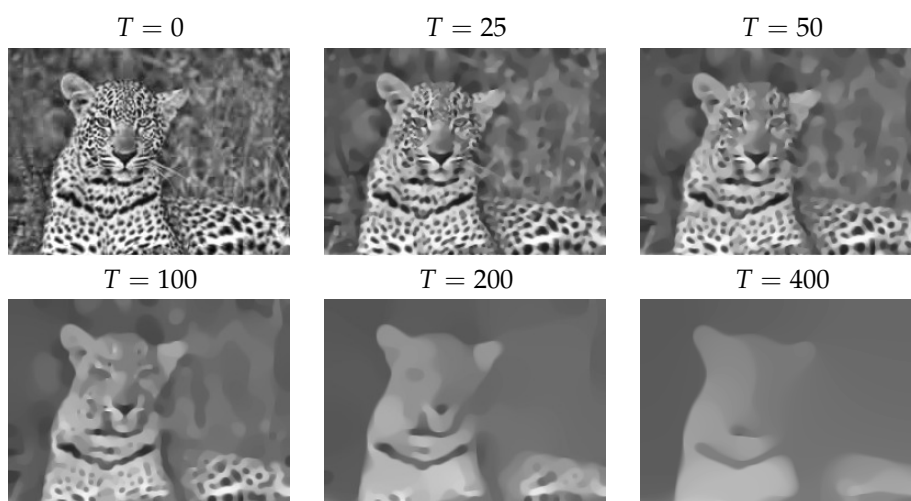 T = 0
T = 25
T = 50
T = 100
T = 200
T = 400